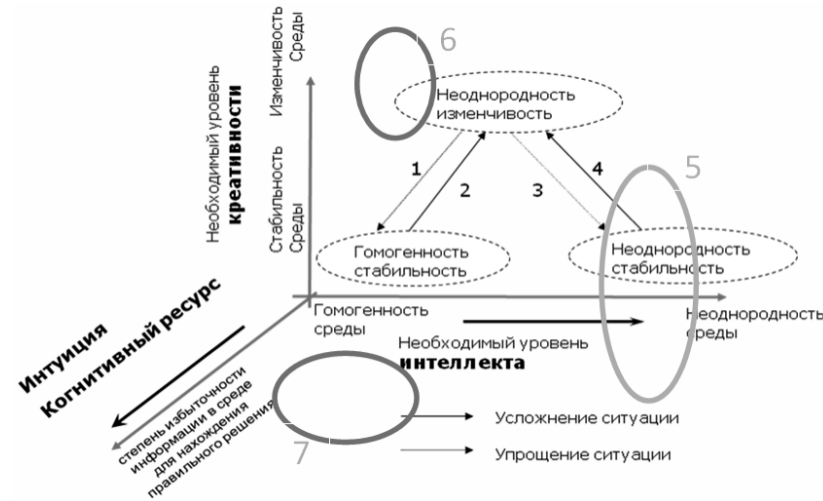 6
Изменчивость
Среды
Необходимый уровень
креативности
Стабильность
Среды
Неоднородность
изменчивость
1
2
3
4
5
Гомогенность
стабильность
Неоднородность
стабильность
Гомогенность
среды
Неоднородность
среды
Необходимый уровень
интеллекта
Интуиция
Когнитивный ресурс
степень избыточности
информации в среде
для нахождения
правильного решения
7
Усложнение ситуации
Упрощение ситуации